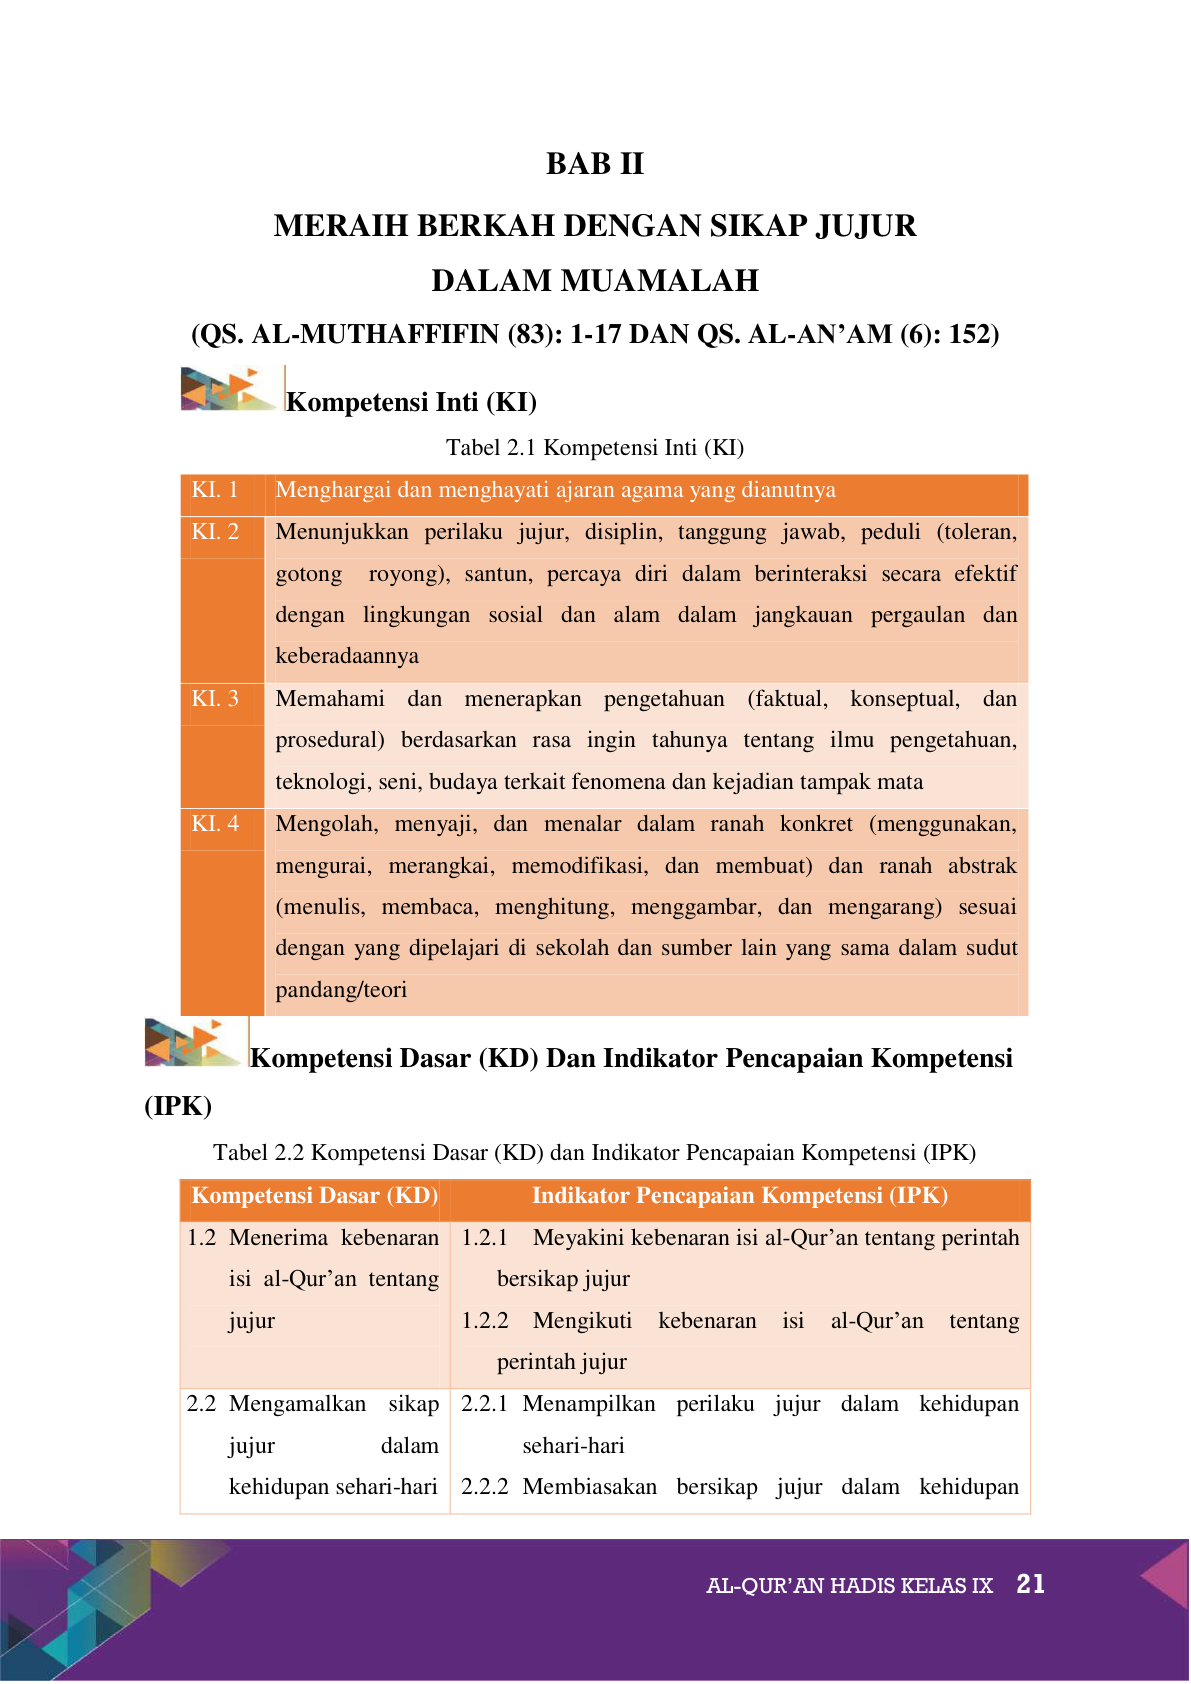 BAB II
MERAIH BERKAH DENGAN SIKAP JUJUR
DALAM MUAMALAH
(QS. AL-MUTHAFFIFIN (83): 1-17 DAN QS. AL-AN’AM (6): 152)
Kompetensi Inti (KI)
Tabel 2.1 Kompetensi Inti (KI)
KI. 1 Menghargai dan menghayati ajaran agama yang dianutnya
KI. 2 Menunjukkan perilaku jujur, disiplin, tanggung jawab, peduli (toleran,
gotong royong), santun, percaya diri dalam berinteraksi secara efektif
dengan lingkungan sosial dan alam dalam jangkauan pergaulan dan
keberadaannya
KI. 3 Memahami dan menerapkan pengetahuan (faktual, konseptual, dan
prosedural) berdasarkan rasa ingin tahunya tentang ilmu pengetahuan,
teknologi, seni, budaya terkait fenomena dan kejadian tampak mata
KI. 4 Mengolah, menyaji, dan menalar dalam ranah konkret (menggunakan,
mengurai, merangkai, memodifikasi, dan membuat) dan ranah abstrak
(menulis, membaca, menghitung, menggambar, dan mengarang) sesuai
dengan yang dipelajari di sekolah dan sumber lain yang sama dalam sudut
pandang/teori
Kompetensi Dasar (KD) Dan Indikator Pencapaian Kompetensi
(IPK)
Tabel 2.2 Kompetensi Dasar (KD) dan Indikator Pencapaian Kompetensi (IPK)
Kompetensi Dasar (KD) Indikator Pencapaian Kompetensi (IPK)
1.2 Menerima kebenaran
isi al-Qur’an tentang
jujur
1.2.1 Meyakini kebenaran isi al-Qur’an tentang perintah
bersikap jujur
1.2.2 Mengikuti kebenaran isi al-Qur’an tentang
perintah jujur
2.2 Mengamalkan sikap
jujur dalam
kehidupan sehari-hari
2.2.1 Menampilkan perilaku jujur dalam kehidupan
sehari-hari
2.2.2 Membiasakan bersikap jujur dalam kehidupan
AL-QUR’AN HADIS KELAS IX 21